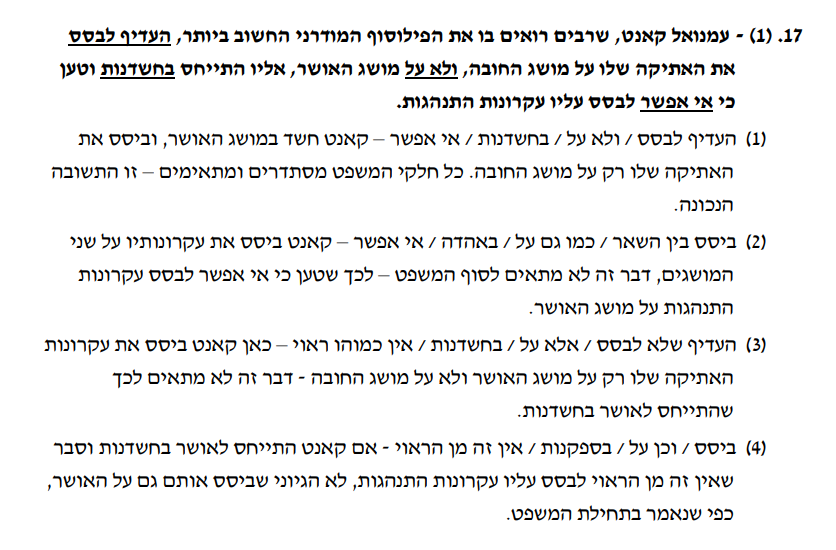 17. (1) - עמנואל קאנט, שרבים רואים בו את הפילוסוף המודרני החשוב ביותר, העדיף לבסס
את האתיקה שלו על מושג החובה, ולא על מושג האושר, אליו התייחס בחשדנות וטען
כי אי אפשר לבסס עליו עקרונות התנהגות.
(1) העדיף לבסס / ולא על / בחשדנות / אי אפשר – קאנט חשד במושג האושר, וביסס את
האתיקה שלו רק על מושג החובה. כל חלקי המשפט מסתדרים ומתאימים – זו התשובה
הנכונה.
(2) ביסס בין השאר / כמו גם על / באהדה / אי אפשר – קאנט ביסס את עקרונותיו על שני
המושגים, דבר זה לא מתאים לסוף המשפט – לכך שטען כי אי אפשר לבסס עקרונות
התנהגות על מושג האושר.
(3) העדיף שלא לבסס / אלא על / בחשדנות / אין כמוהו ראוי – כאן קאנט ביסס את עקרונות
האתיקה שלו רק על מושג האושר ולא על מושג החובה - דבר זה לא מתאים לכך
שהתייחס לאושר בחשדנות.
(4) ביסס / וכן על / בספקנות / אין זה מן הראוי - אם קאנט התייחס לאושר בחשדנות וסבר
שאין זה מן הראוי לבסס עליו עקרונות התנהגות, לא הגיוני שביסס אותם גם על האושר,
כפי שנאמר בתחילת המשפט.